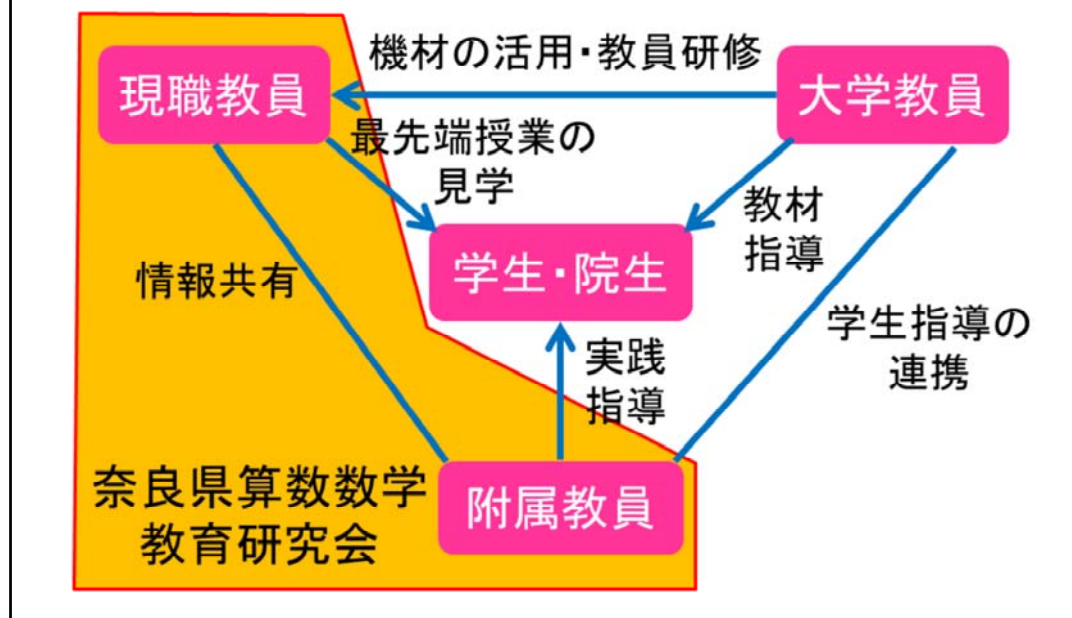 機材の活用・教員研修
現職教員
大学教員
最先端授業の
見学
教材
指導
学生・院生
情報共有
学生指導の
連携
実践
指導
奈良県算数数学
教育研究会
附属教員